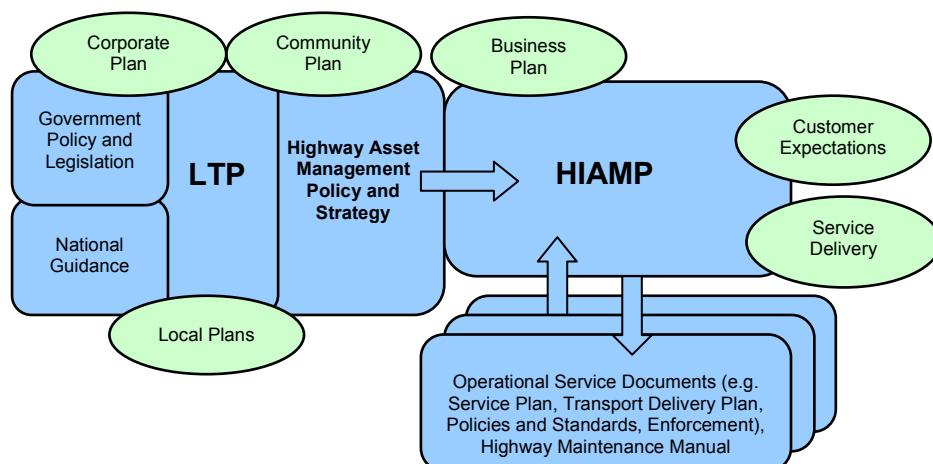 Corporate
Plan
Community
Plan
Business
Plan
Government
Policy and
Legislation
LTP
Highway Asset
Management
Policy and
Strategy
HIAMP
Customer
Expectations
National
Guidance
Service
Delivery
Local Plans
Operational Service Documents (e.g.
Service Plan, Transport Delivery Plan,
Policies and Standards, Enforcement),
Highway Maintenance Manual